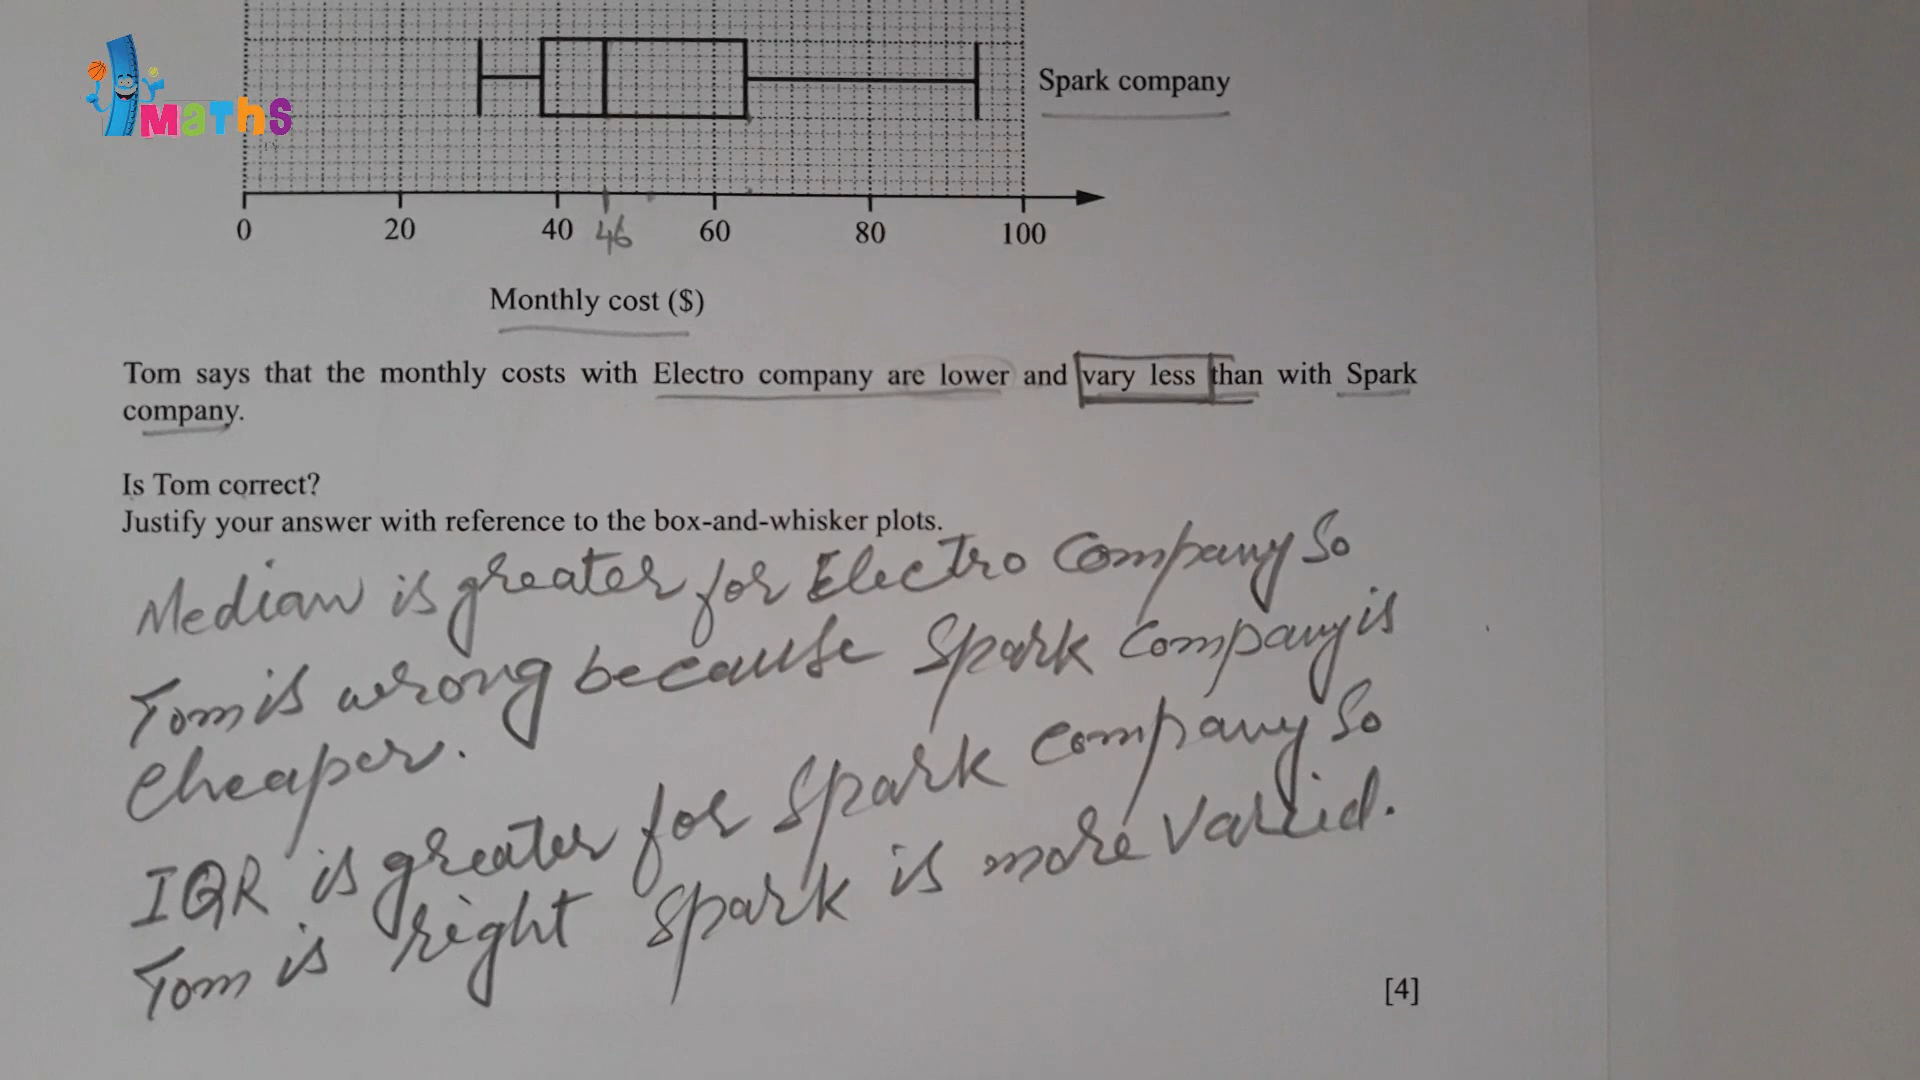 Maths
Spark company
0 20 40 46 60 80 100
Monthly cost ($)
Tom says that the monthly costs with Electro company are lower and vary less than with Spark
company.
Is Tom correct?
Justify your answer with reference to the box-and-whisker plots.
Median is greater for Electro Company So
Tom is wrong because Spark Company is
Cheaper.
IQR is greater for Spark Company So
Tom is right Spark is more varried.
[4]